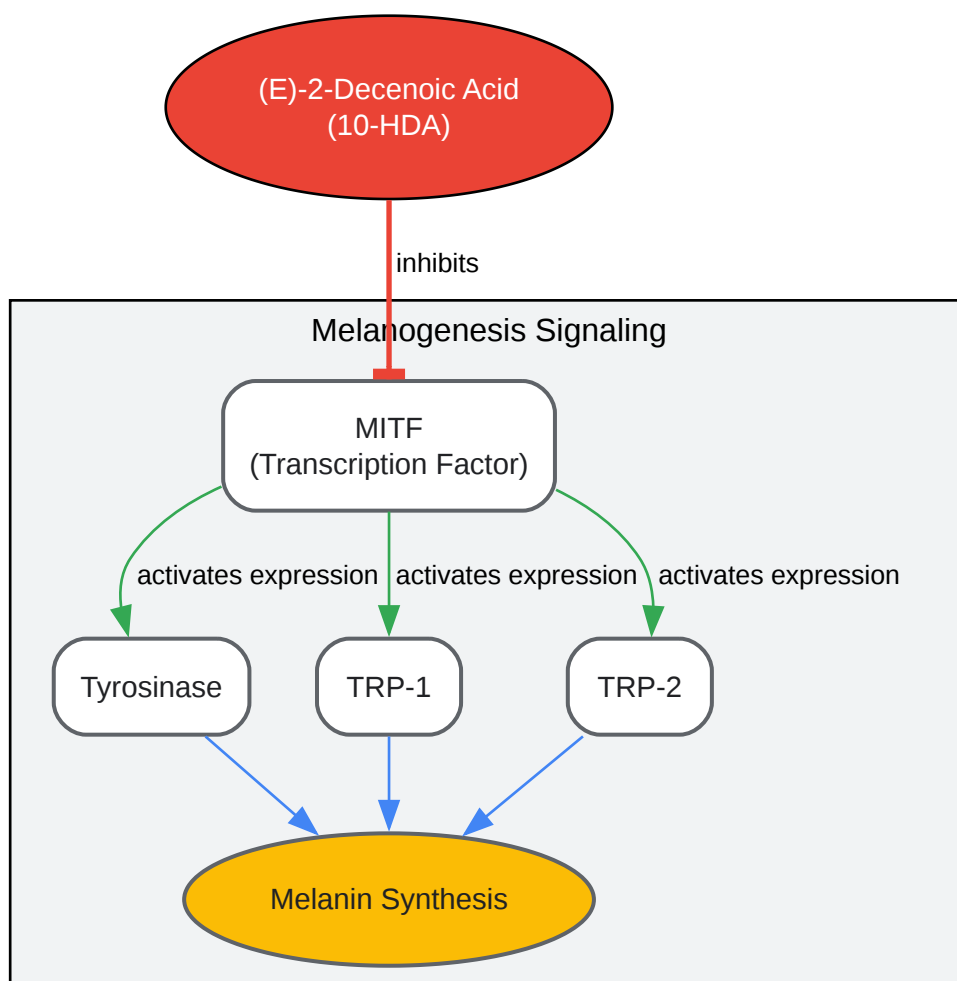 (E)-2-Decenoic Acid
(10-HDA)
inhibits
Melanogenesis Signaling
MITF
(Transcription Factor)
activates expression
activates expression
activates expression
Tyrosinase
TRP-1
TRP-2
Melanin Synthesis